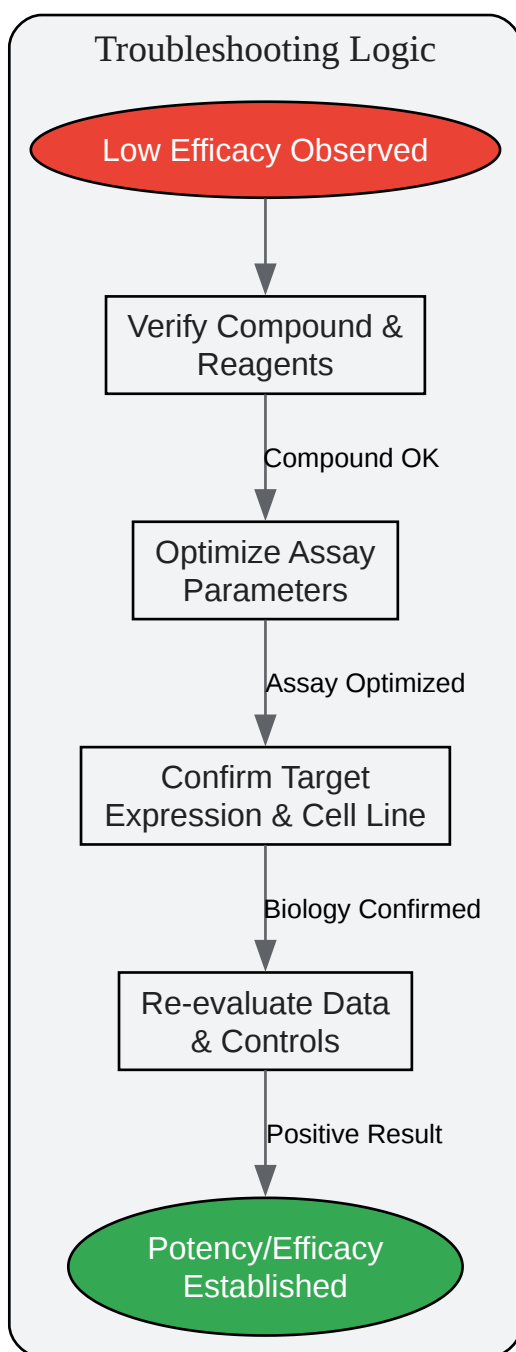 Troubleshooting Logic
Low Efficacy Observed
Verify Compound &
Reagents
Compound OK
Optimize Assay
Parameters
Assay Optimized
Confirm Target
Expression & Cell Line
Biology Confirmed
Re-evaluate Data
& Controls
Positive Result
Potency/Efficacy
Established